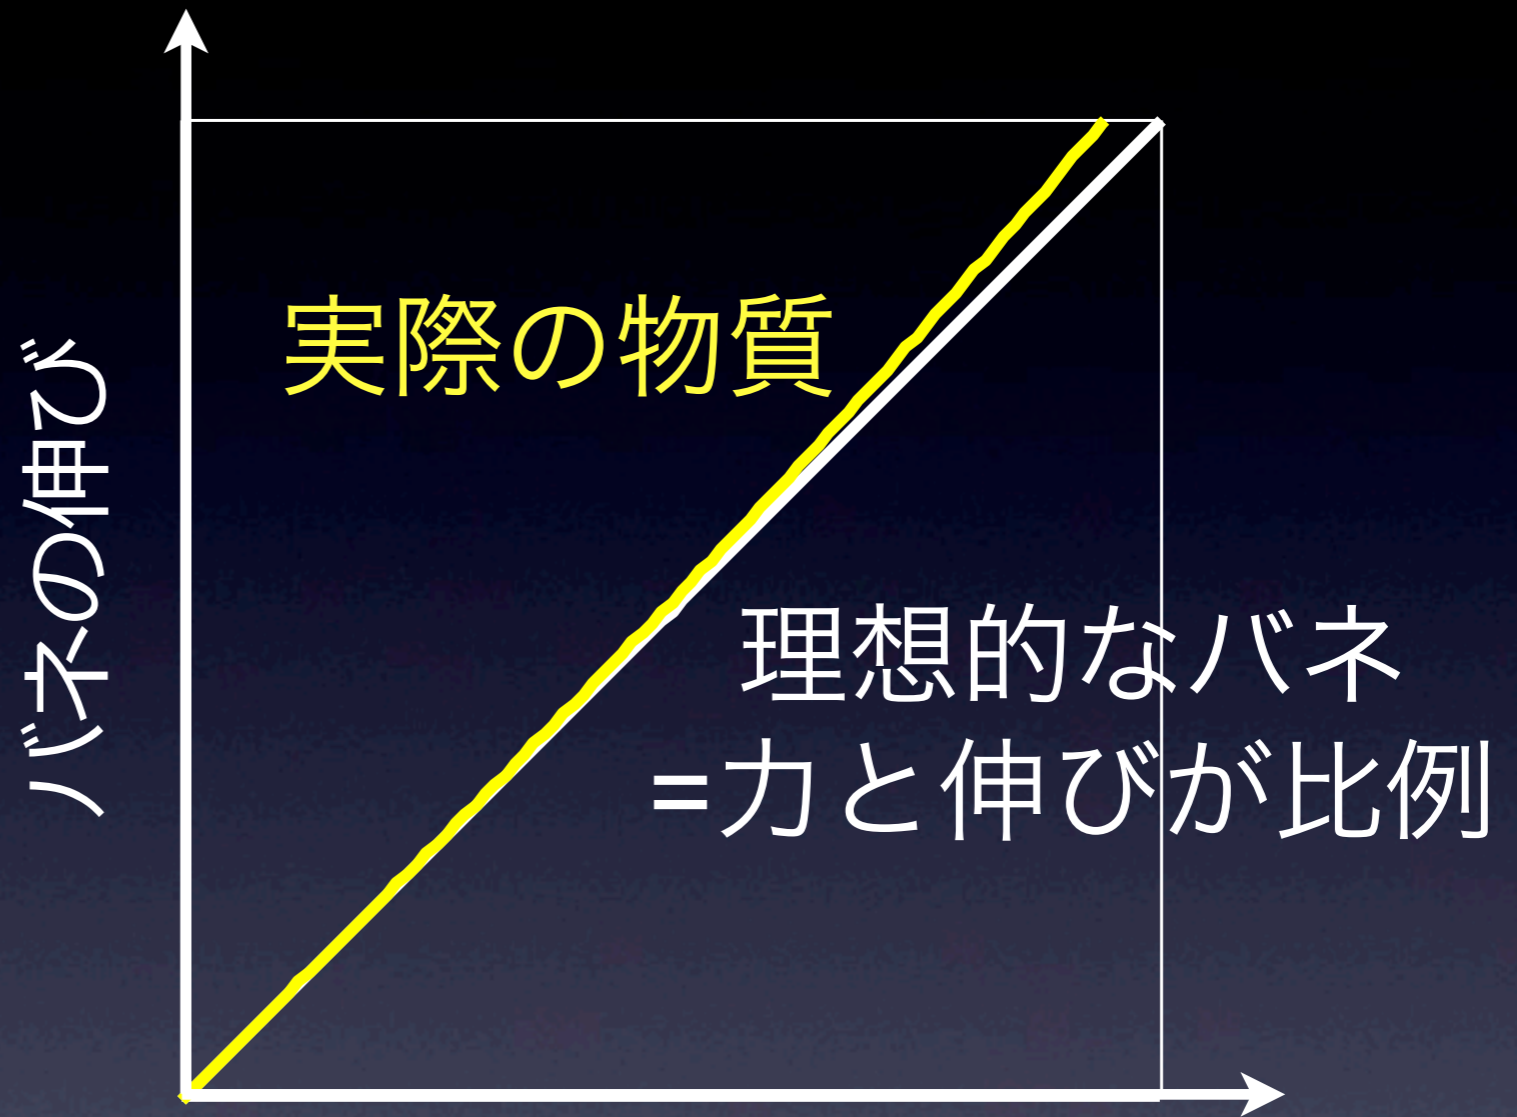 バネの伸び
実際の物質
理想的なバネ
=力と伸びが比例